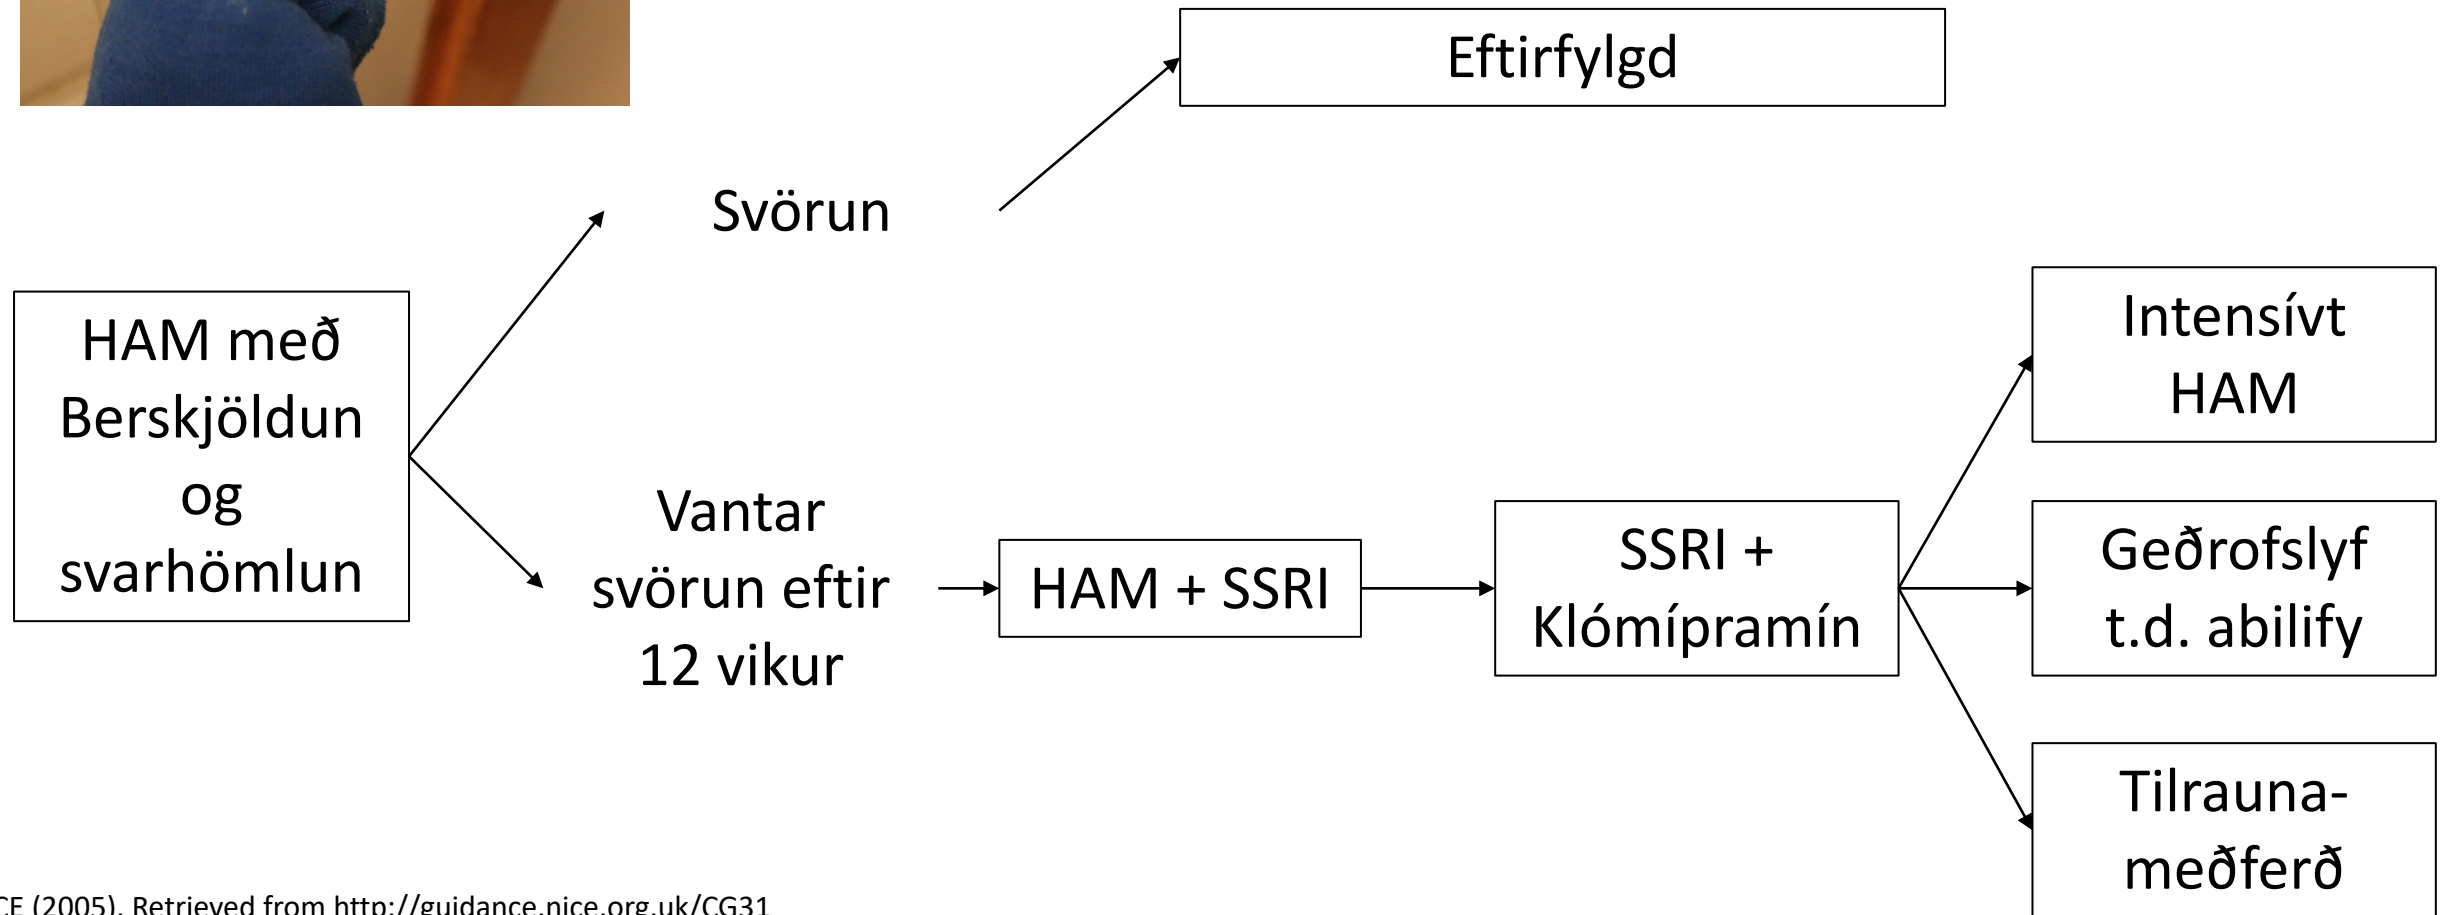 Eftirfylgd
Svörun
HAM með
Berskjöldun
og
svarhömlun
Vantar
svörun eftir
12 vikur
HAM + SSRI
SSRI +
Klómípramín
Intensívt
HAM
Geðrofslyf
t.d. abilify
Tilrauna-
meðferð
CE (2005). Retrieved from http://guidance.nice.org.uk/CG31